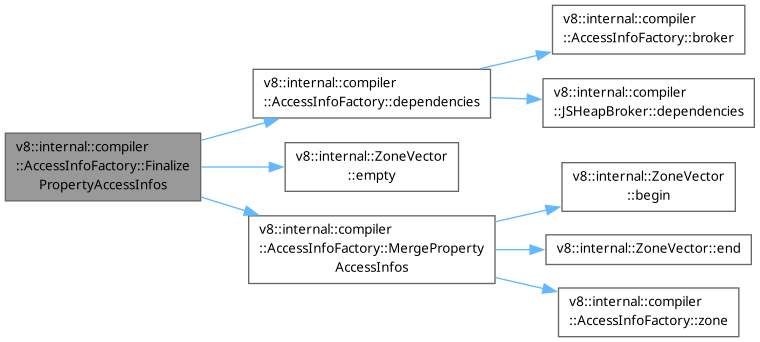 v8::internal::compiler
::AccessInfoFactory::Finalize
PropertyAccessInfos
v8::internal::compiler
::AccessInfoFactory::dependencies
v8::internal::compiler
::AccessInfoFactory::broker
v8::internal::compiler
::JSHeapBroker::dependencies
v8::internal::ZoneVector
::empty
v8::internal::compiler
::AccessInfoFactory::MergeProperty
AccessInfos
v8::internal::ZoneVector
::begin
v8::internal::ZoneVector::end
v8::internal::compiler
::AccessInfoFactory::zone